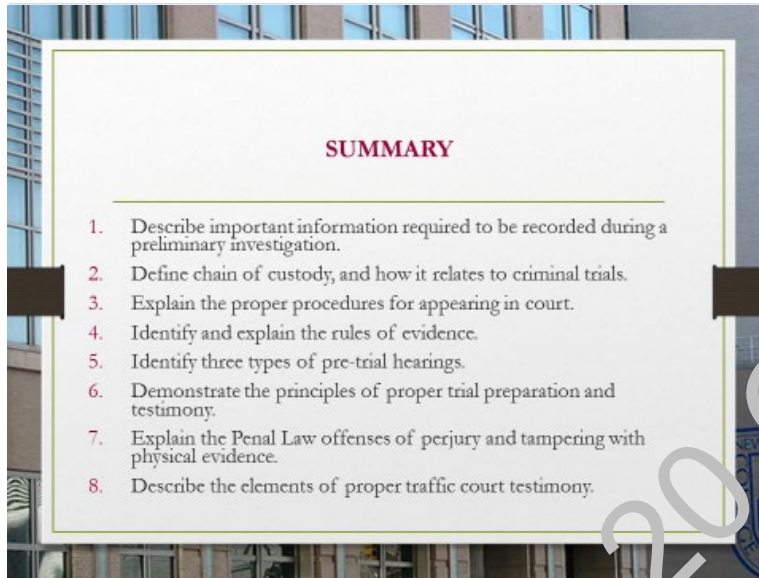 SUMMARY
1. Describe important information required to be recorded during a
preliminary investigation.
2. Define chain of custody, and how it relates to criminal trials.
3. Explain the proper procedures for appearing in court.
4. Identify and explain the rules of evidence.
5. Identify three types of pre-trial hearings.
6. Demonstrate the principles of proper trial preparation and
testimony.
7. Explain the Penal Law offenses of perjury and tampering with
physical evidence.
8. Describe the elements of proper traffic court testimony.
20